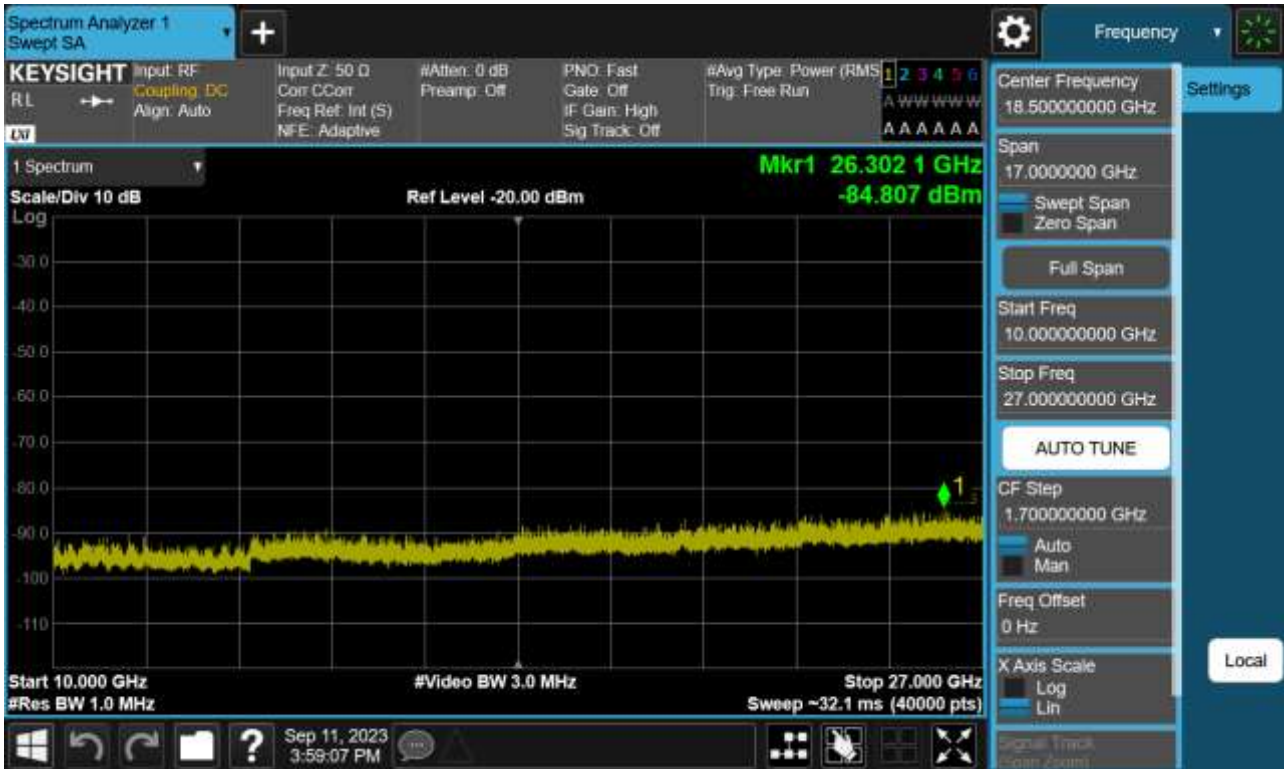 Spectrum Analyzer 1
Swept SA
+
Frequency
KEYSIGHT
RL
LXI
Input: RF
Coupling: DC
Align: Auto
Input Z: 50 Ω
Corr CCorr
Freq Ref: Int (S)
NFE: Adaptive
#Atten: 0 dB
Preamp: Off
PNO: Fast
Gate: Off
IF Gain: High
Sig Track: Off
#Avg Type: Power (RMS
Trig: Free Run
1 2 3 4 5 6
A W W W W W
A A A A A A
1 Spectrum
Scale/Div 10 dB
Ref Level -20.00 dBm
Mkr1 26.302 1 GHz
-84.807 dBm
Log
-30.0
-40.0
-50.0
-60.0
-70.0
-80.0
-90.0
-100
-110
1
Start 10.000 GHz
#Res BW 1.0 MHz
#Video BW 3.0 MHz
Stop 27.000 GHz
Sweep ~32.1 ms (40000 pts)
Center Frequency
18.500000000 GHz
Settings
Span
17.0000000 GHz
Swept Span
Zero Span
Full Span
Start Freq
10.000000000 GHz
Stop Freq
27.000000000 GHz
AUTO TUNE
CF Step
1.700000000 GHz
Auto
Man
Freq Offset
0 Hz
X Axis Scale
Log
Lin
Local
Signal Track
(Span Zoom)
?
Sep 11, 2023
3:59:07 PM